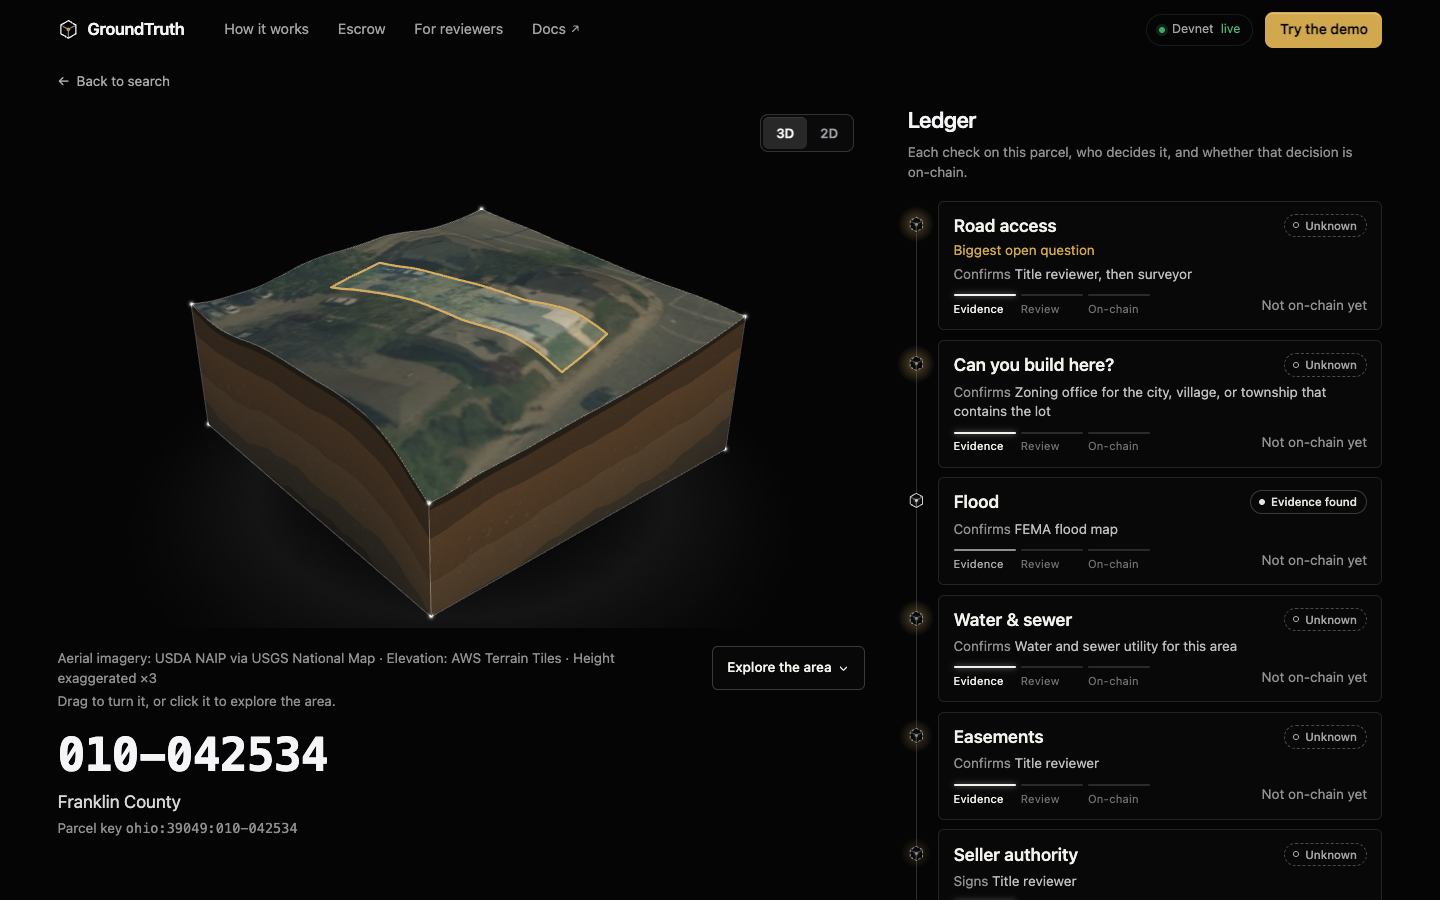 GroundTruth
How it works
Escrow
For reviewers
Docs ↗
Devnet live
Try the demo
← Back to search
3D
2D
Aerial imagery: USDA NAIP via USGS National Map · Elevation: AWS Terrain Tiles · Height
exaggerated ×3
Drag to turn it, or click it to explore the area.
Explore the area
010-042534
Franklin County
Parcel key ohio:39049:010-042534
Ledger
Each check on this parcel, who decides it, and whether that decision is
on-chain.
Road access
Unknown
Biggest open question
Confirms Title reviewer, then surveyor
Evidence
Review
On-chain
Not on-chain yet
Can you build here?
Unknown
Confirms Zoning office for the city, village, or township that
contains the lot
Evidence
Review
On-chain
Not on-chain yet
Flood
Evidence found
Confirms FEMA flood map
Evidence
Review
On-chain
Not on-chain yet
Water & sewer
Unknown
Confirms Water and sewer utility for this area
Evidence
Review
On-chain
Not on-chain yet
Easements
Unknown
Confirms Title reviewer
Evidence
Review
On-chain
Not on-chain yet
Seller authority
Unknown
Signs Title reviewer